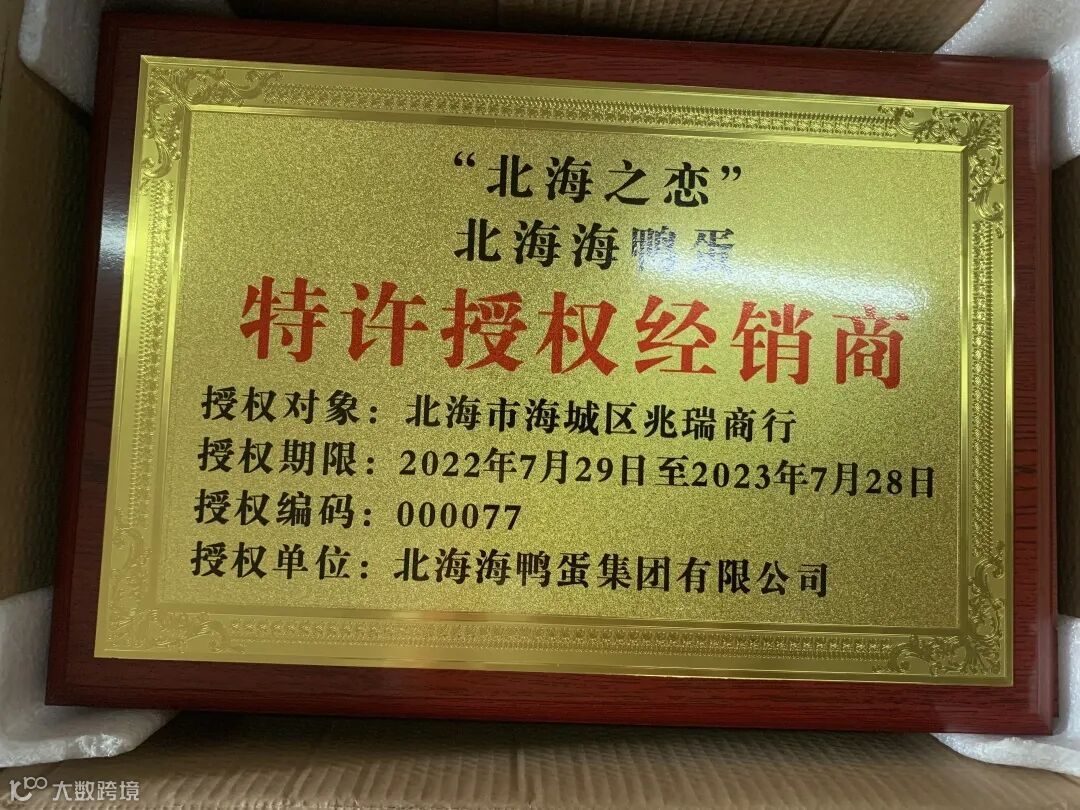 “北海之恋”
北海海鸭蛋
特许授权经销商
授权对象：北海市海城区兆瑞商行
授权期限：2022年7月29日至2023年7月28日
授权编码：000077
授权单位：北海海鸭蛋集团有限公司
大数跨境